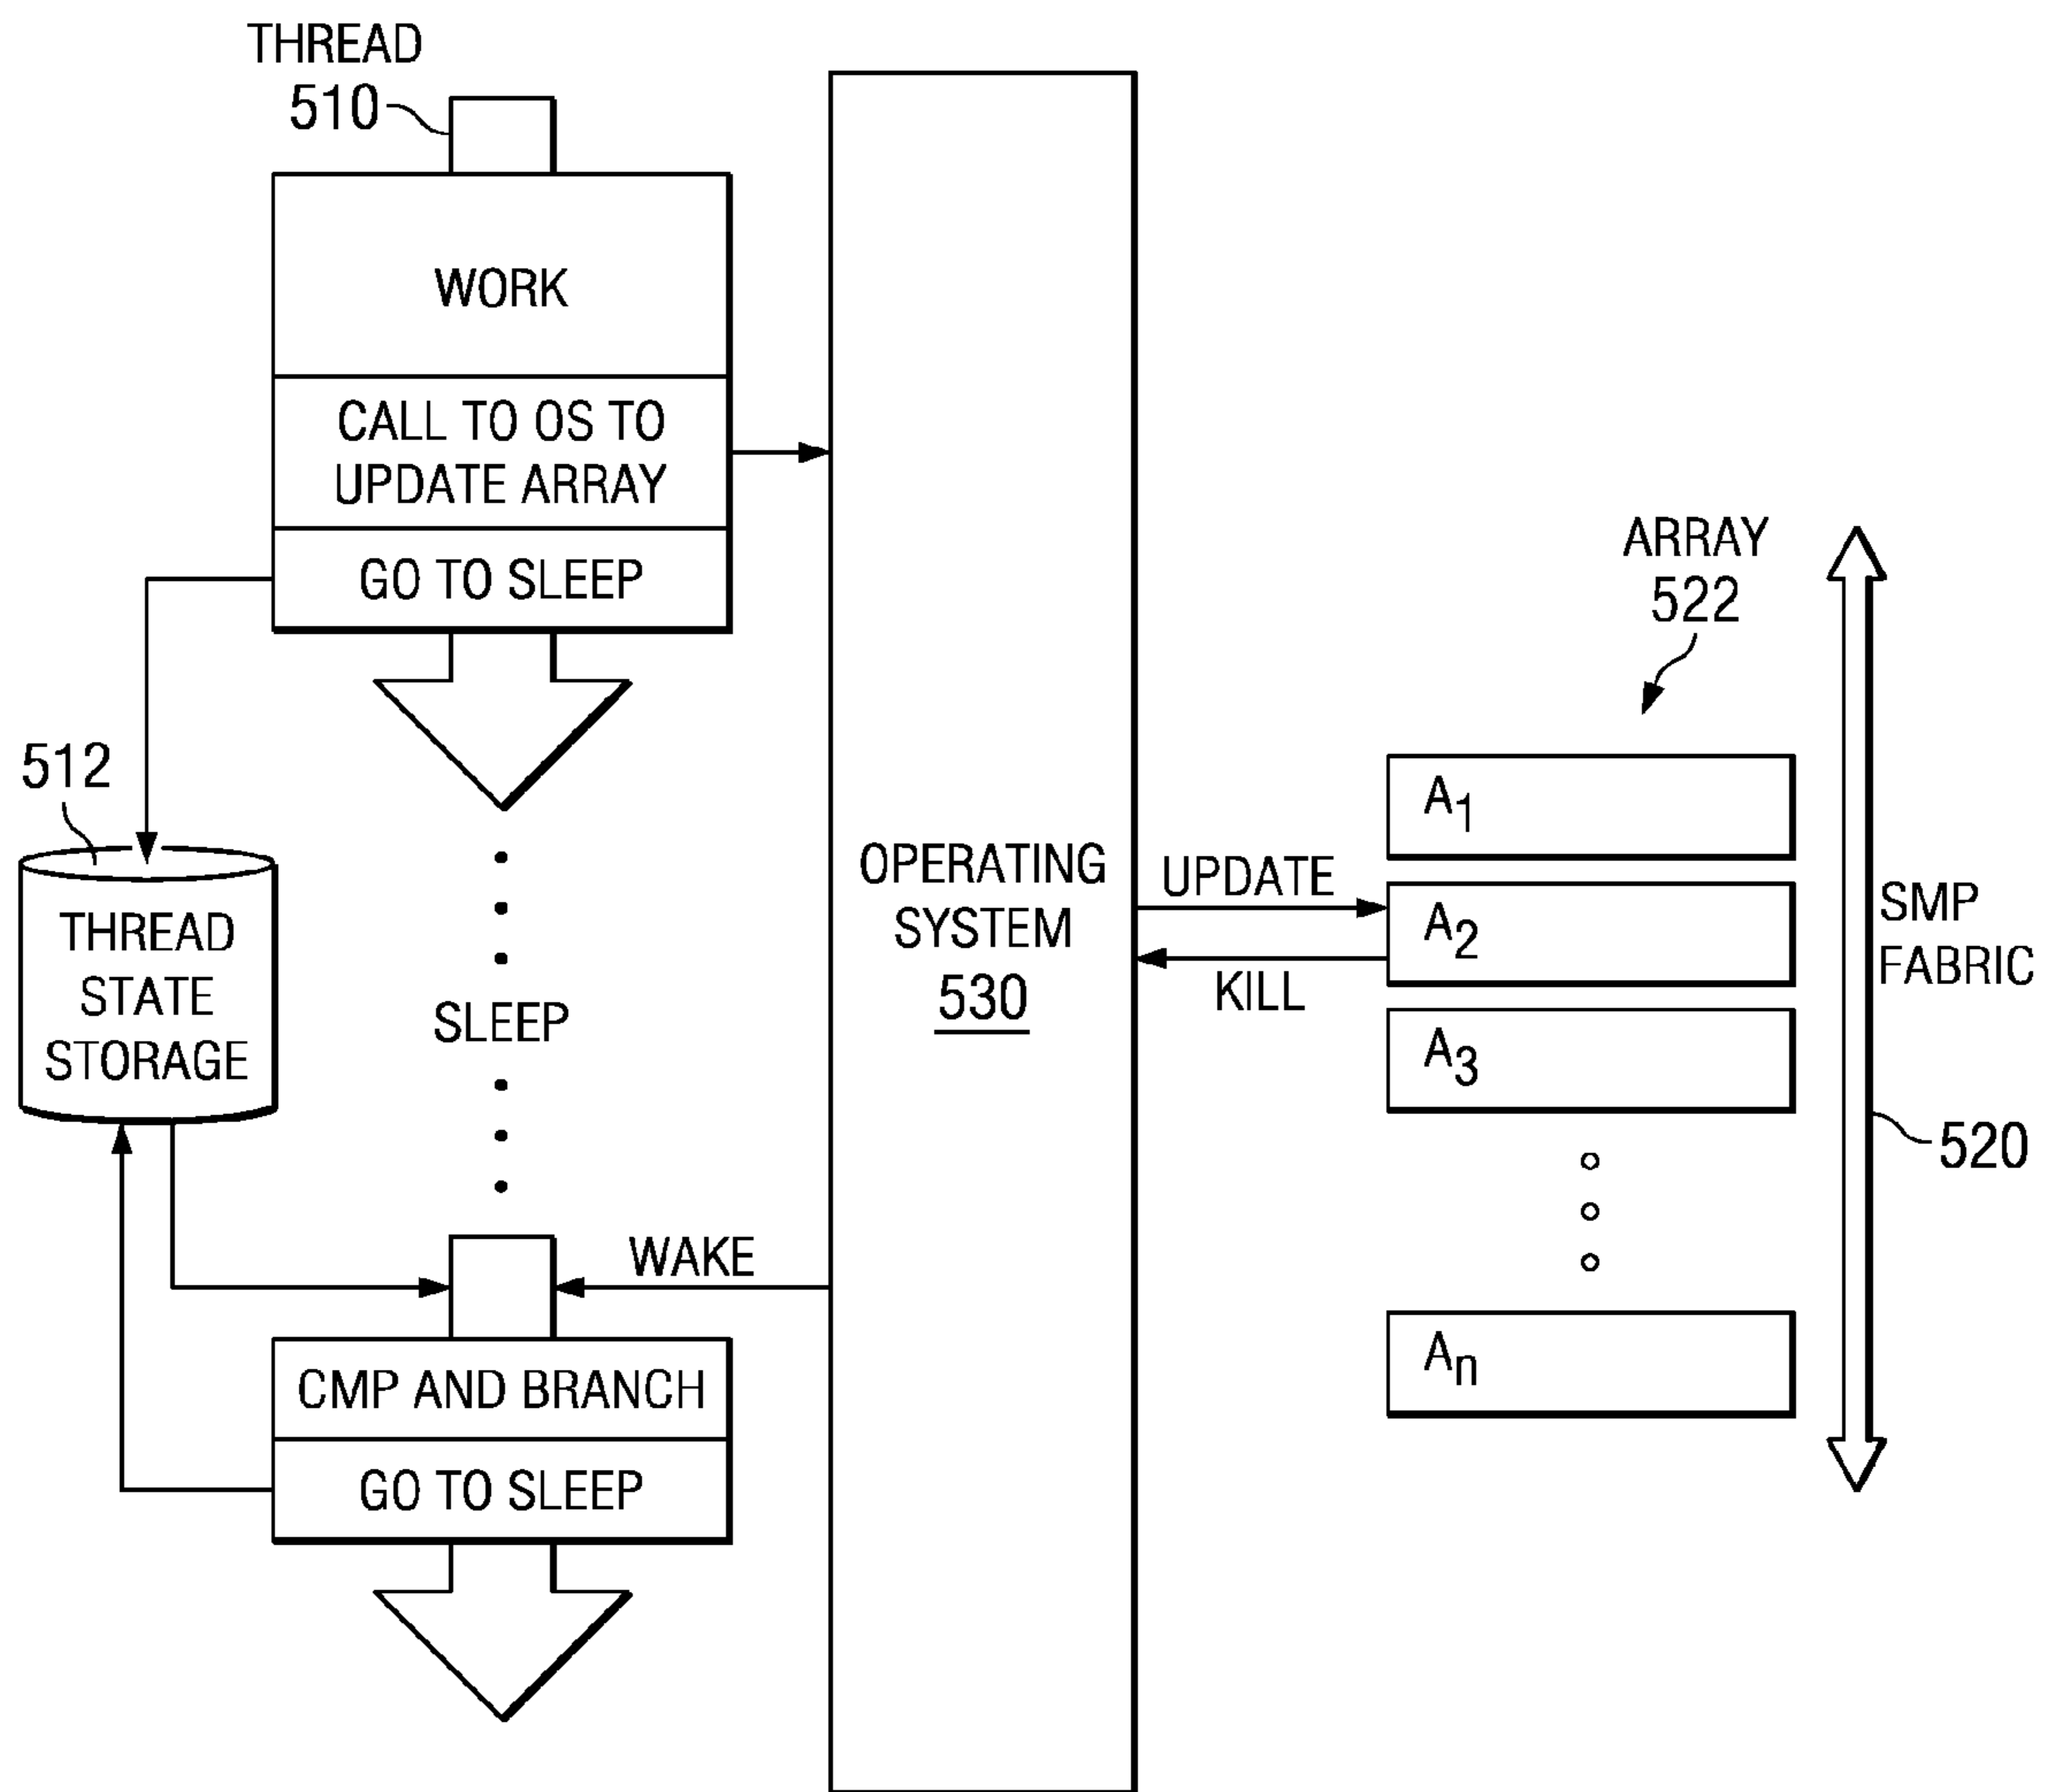 THREAD
510
WORK
CALL TO OS TO
UPDATE ARRAY
GO TO SLEEP
512
THREAD
STATE
STORAGE
SLEEP
WAKE
CMP AND BRANCH
GO TO SLEEP
OPERATING
SYSTEM
530
UPDATE
KILL
ARRAY
522
A1
A2
A3
An
SMP
FABRIC
520